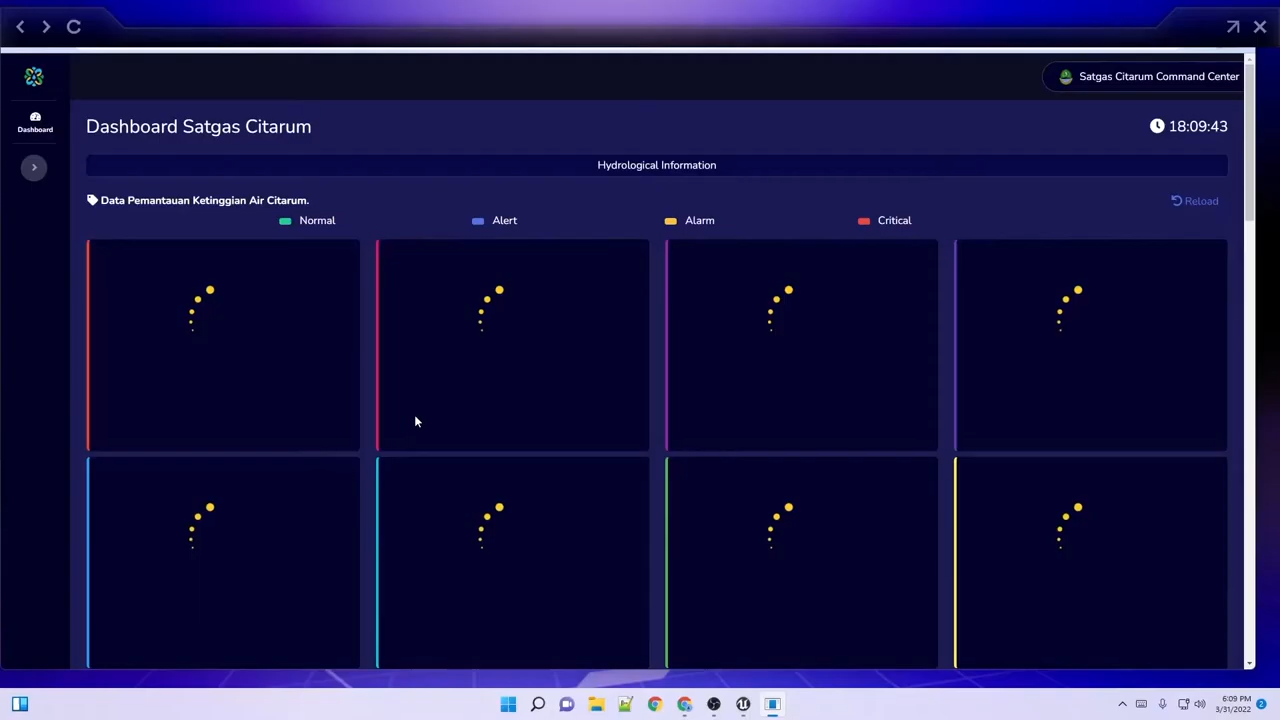 Satgas Citarum Command Center
Dashboard
Dashboard Satgas Citarum
18:09:43
Hydrological Information
Data Pemantauan Ketinggian Air Citarum.
Reload
Normal
Alert
Alarm
Critical
6:09 PM
3/31/2022
2